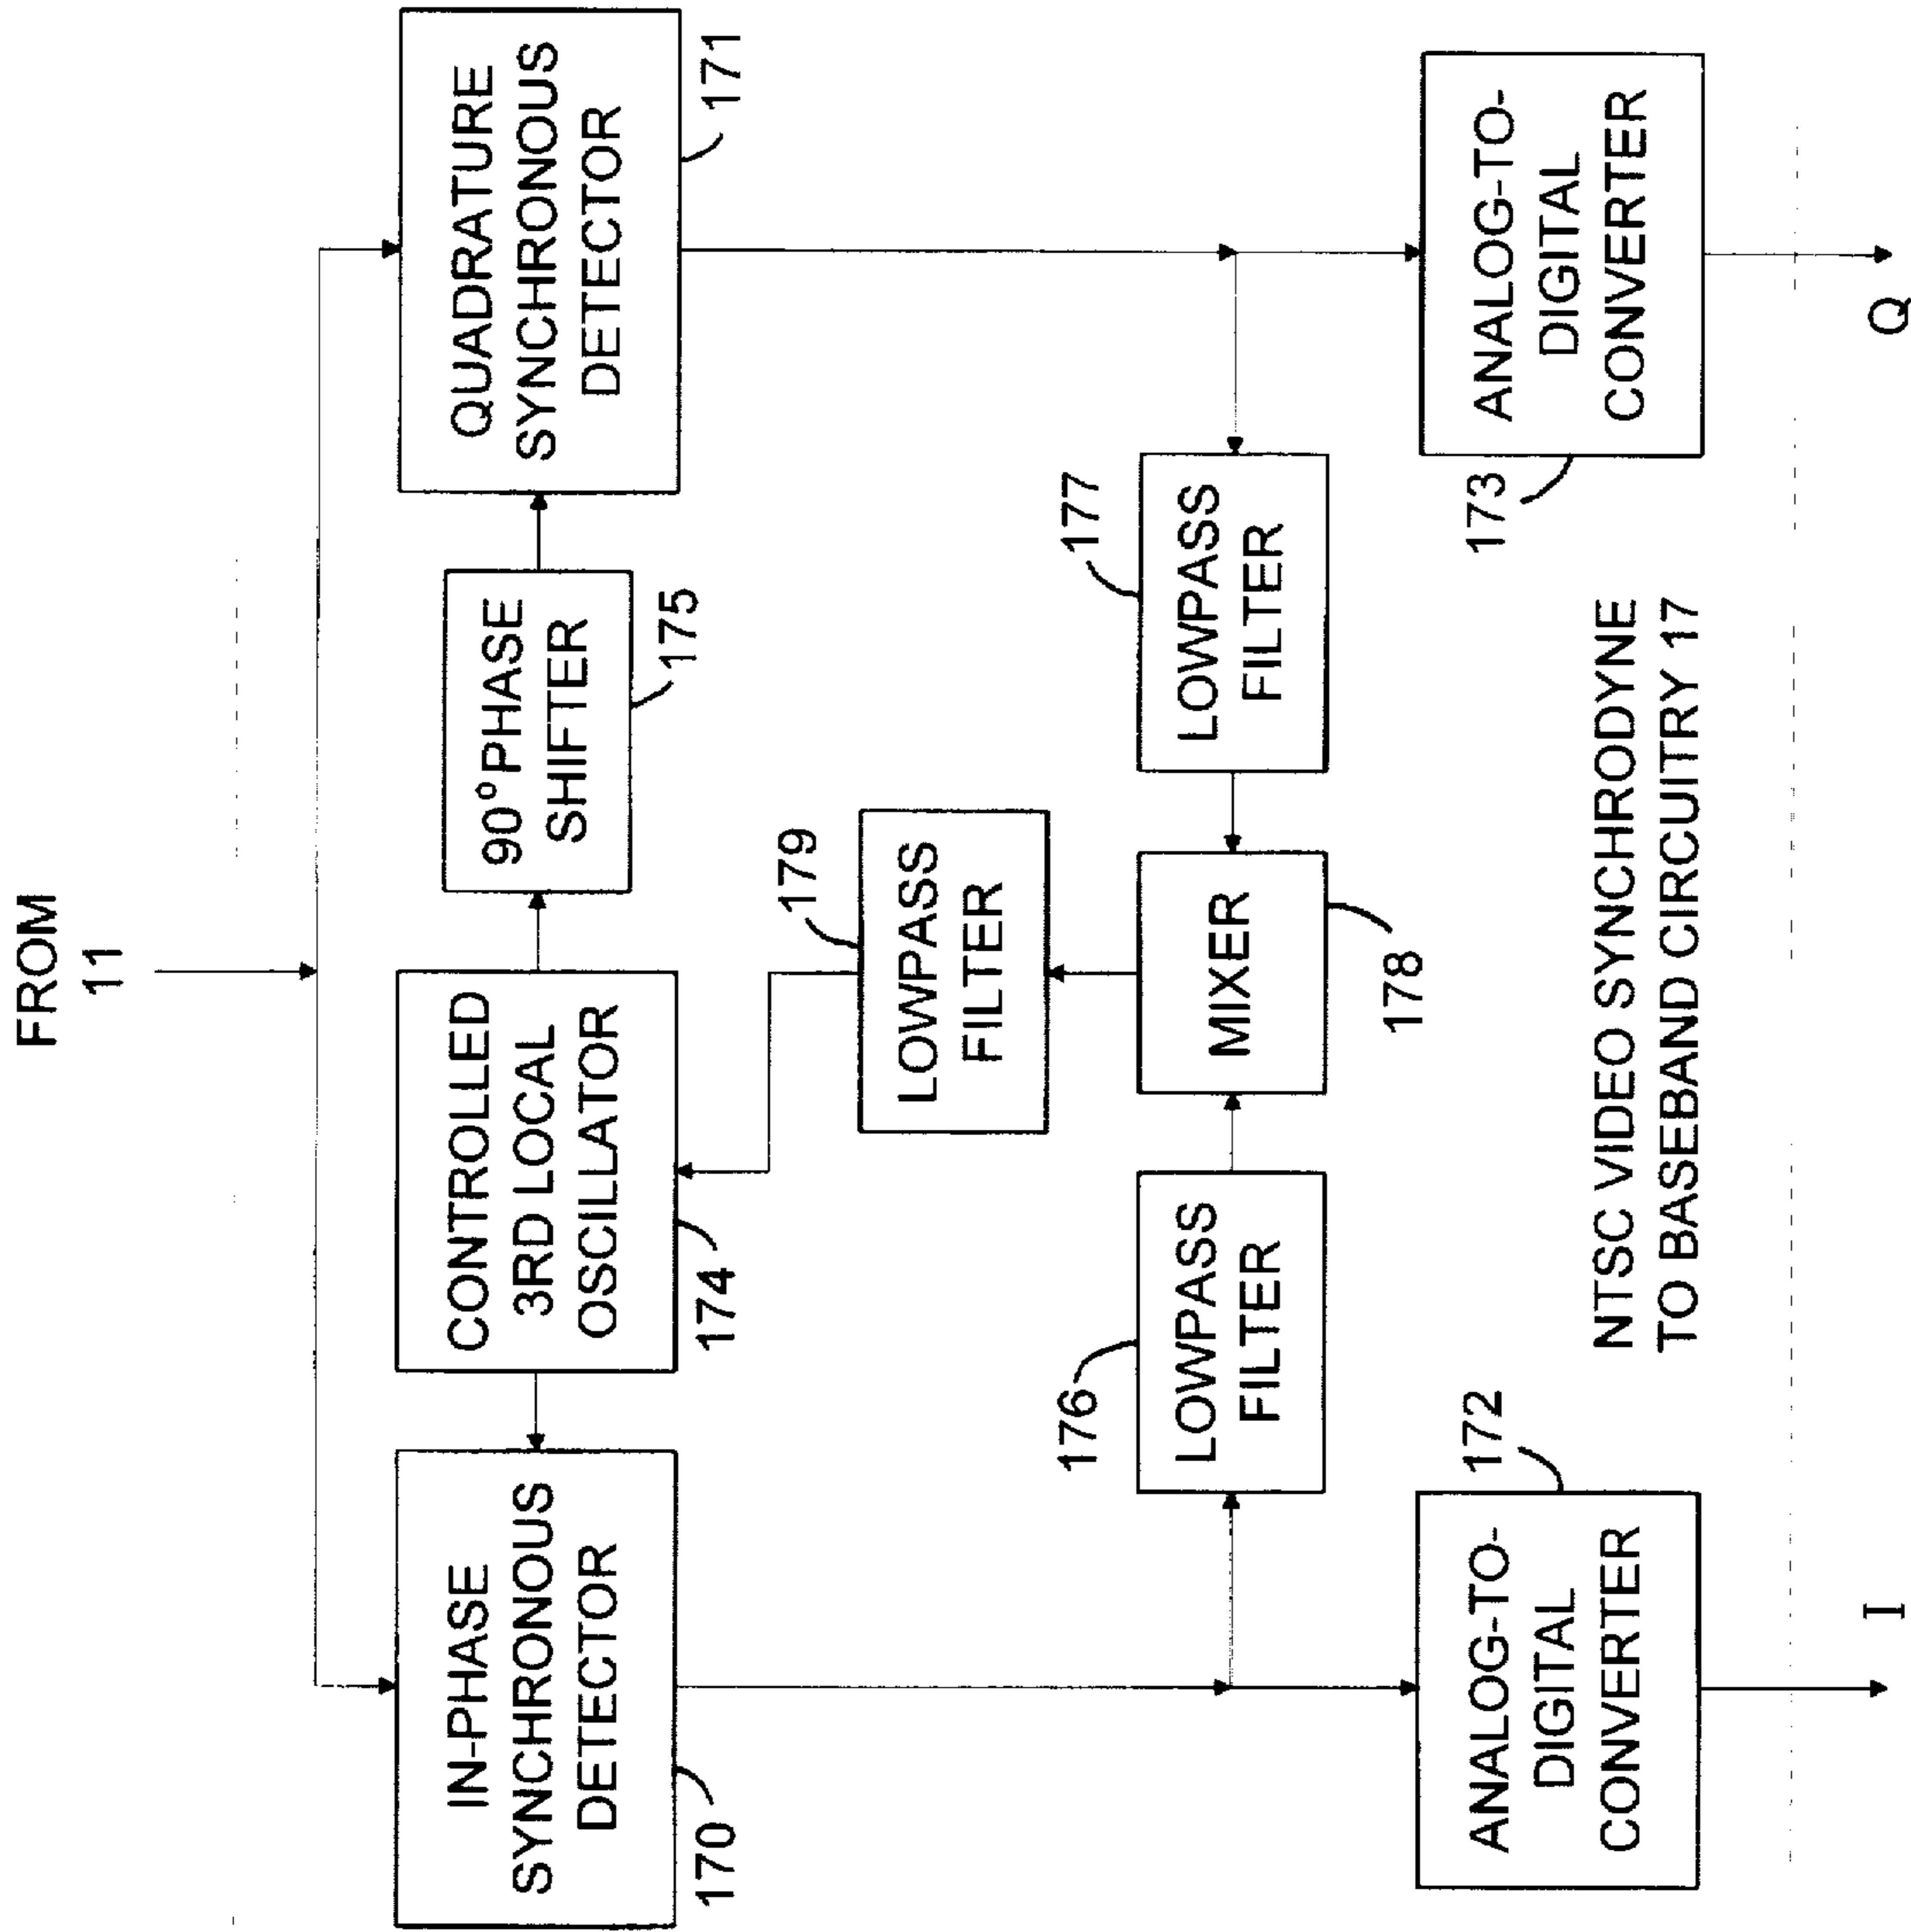 FROM
11
IN-PHASE
SYNCHRONOUS
DETECTOR
170
CONTROLLED
3RD LOCAL
OSCILLATOR
174
90°PHASE
SHIFTER
175
QUADRATURE
SYNCHRONOUS
DETECTOR
171
LOWPASS
FILTER
179
176
LOWPASS
FILTER
MIXER
178
177
LOWPASS
FILTER
172
ANALOG-TO-
DIGITAL
CONVERTER
NTSC VIDEO SYNCHRODYNE
TO BASEBAND CIRCUITRY 17
173
ANALOG-TO-
DIGITAL
CONVERTER
I
Q